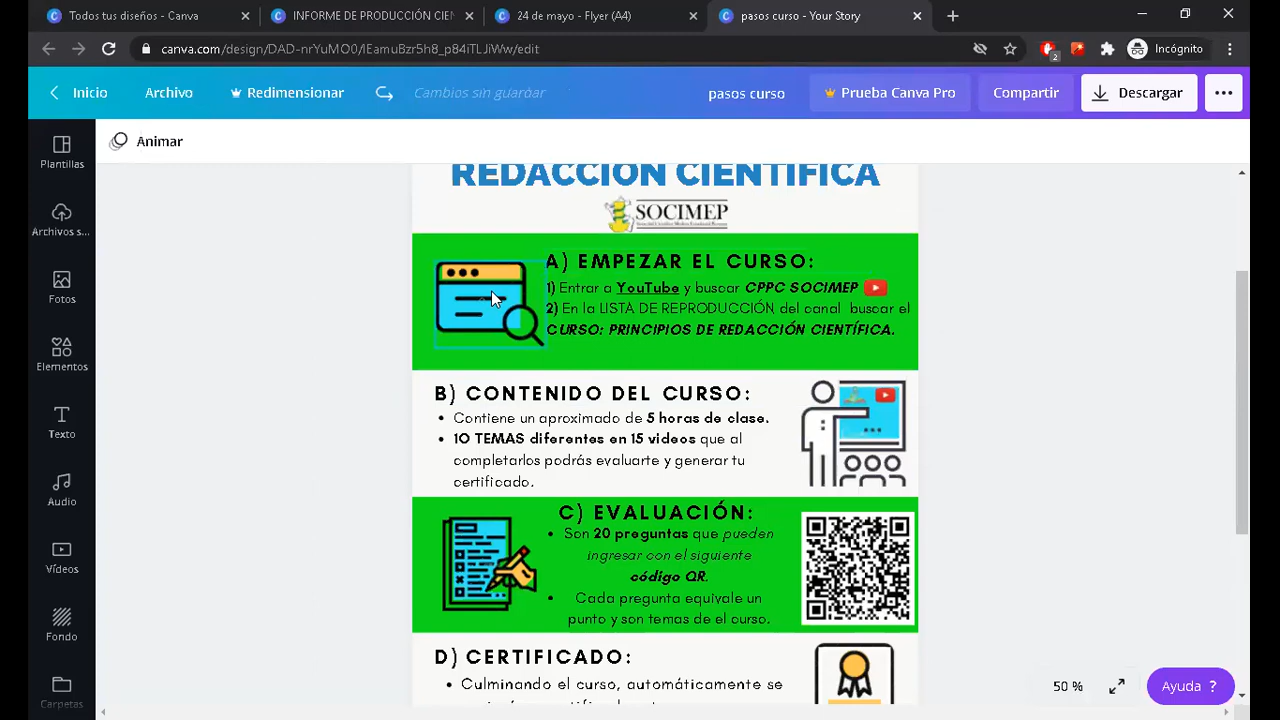 Todos tus diseños - Canva
INFORME DE PRODUCCIÓN CIEN
24 de mayo - Flyer (A4)
pasos curso - Your Story
canva.com/design/DAD-nrYuMO0/IEamuBzr5h8_p84iTLJiWw/edit
2
Incógnito
Inicio
Archivo
Redimensionar
Cambios sin guardar
pasos curso
Prueba Canva Pro
Compartir
Descargar
Animar
Plantillas
Archivos s...
Fotos
Elementos
Texto
Audio
Vídeos
Fondo
Carpetas
REDACCIÓN CIENTÍFICA
SOCIMEP
A) EMPEZAR EL CURSO:
1) Entrar a YouTube y buscar CPPC SOCIMEP
2) En la LISTA DE REPRODUCCIÓN del canal buscar el
CURSO: PRINCIPIOS DE REDACCIÓN CIENTÍFICA.
B) CONTENIDO DEL CURSO:
• Contiene un aproximado de 5 horas de clase.
• 10 TEMAS diferentes en 15 videos que al
completarlos podrás evaluarte y generar tu
certificado.
C) EVALUACIÓN:
• Son 20 preguntas que pueden
ingresar con el siguiente
código QR.
• Cada pregunta equivale un
punto y son temas de el curso.
D) CERTIFICADO:
• Culminando el curso, automáticamente se
50 %
Ayuda ?